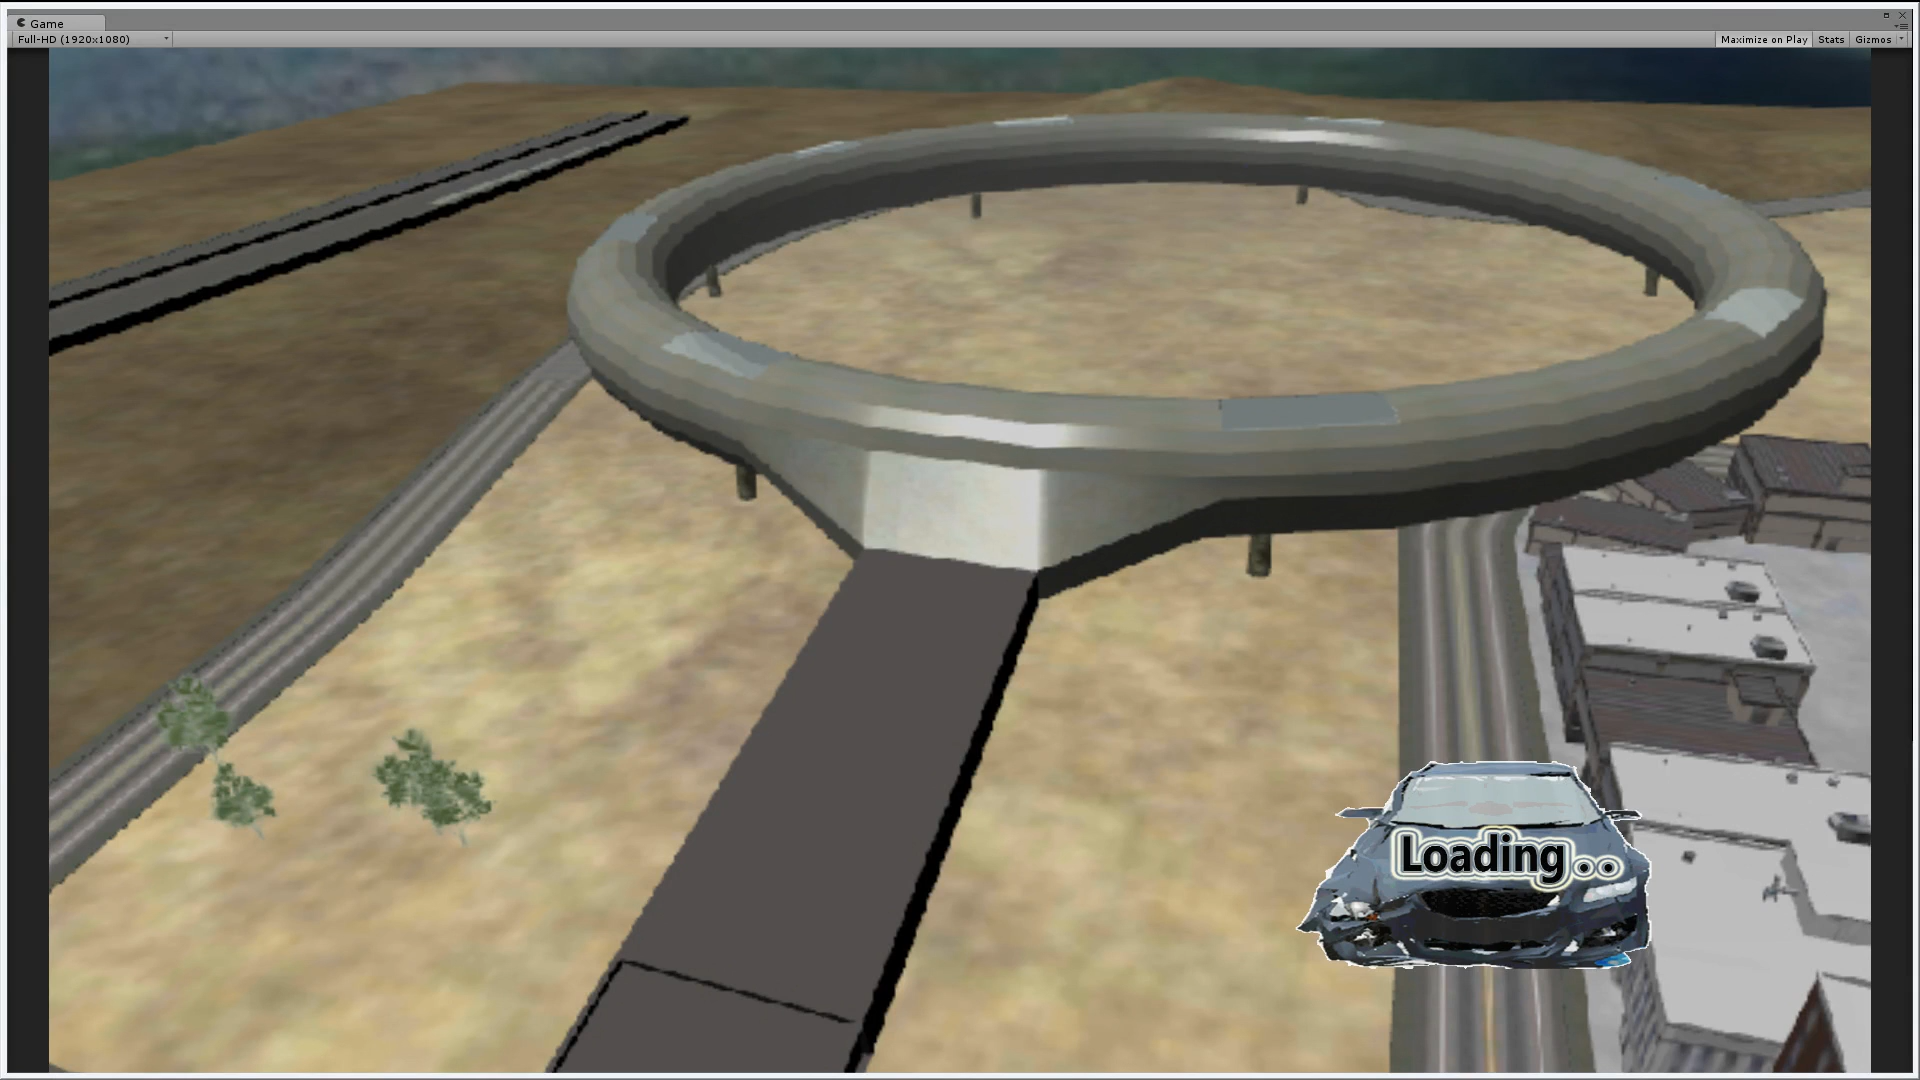 Game
Full-HD (1920x1080)
Maximize on Play
Stats
Gizmos
Loading..